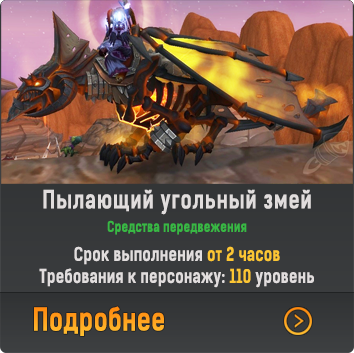 Пылающий угольный змей
Средства передвежения
Срок выполнения от 2 часов
Требования к персонажу: 110 уровень
Подробнее